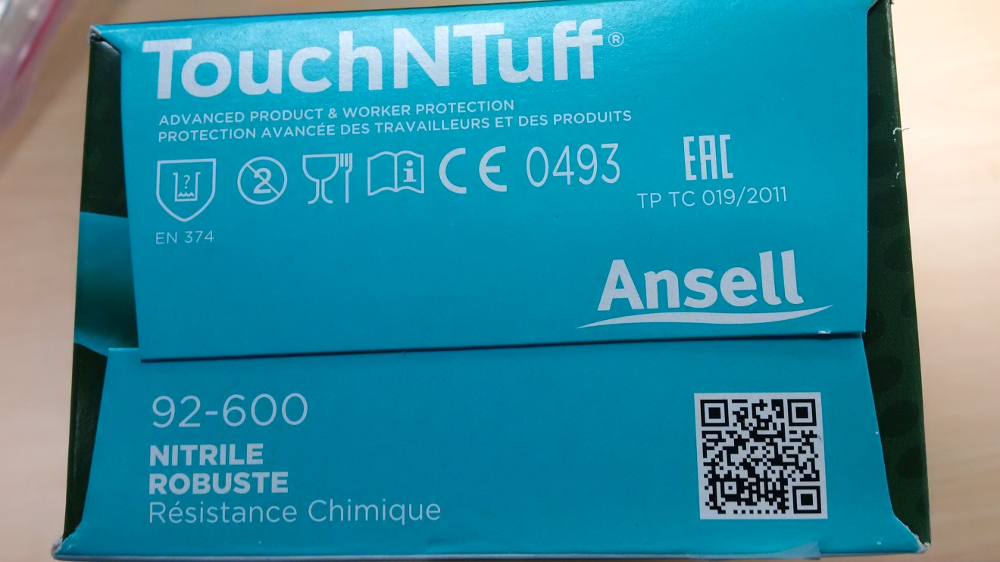 TouchNTuff®
ADVANCED PRODUCT & WORKER PROTECTION
PROTECTION AVANCÉE DES TRAVAILLEURS ET DES PRODUITS
? 2 i CE 0493 EAC
TP TC 019/2011
EN 374
Ansell
92-600
NITRILE
ROBUSTE
Résistance Chimique